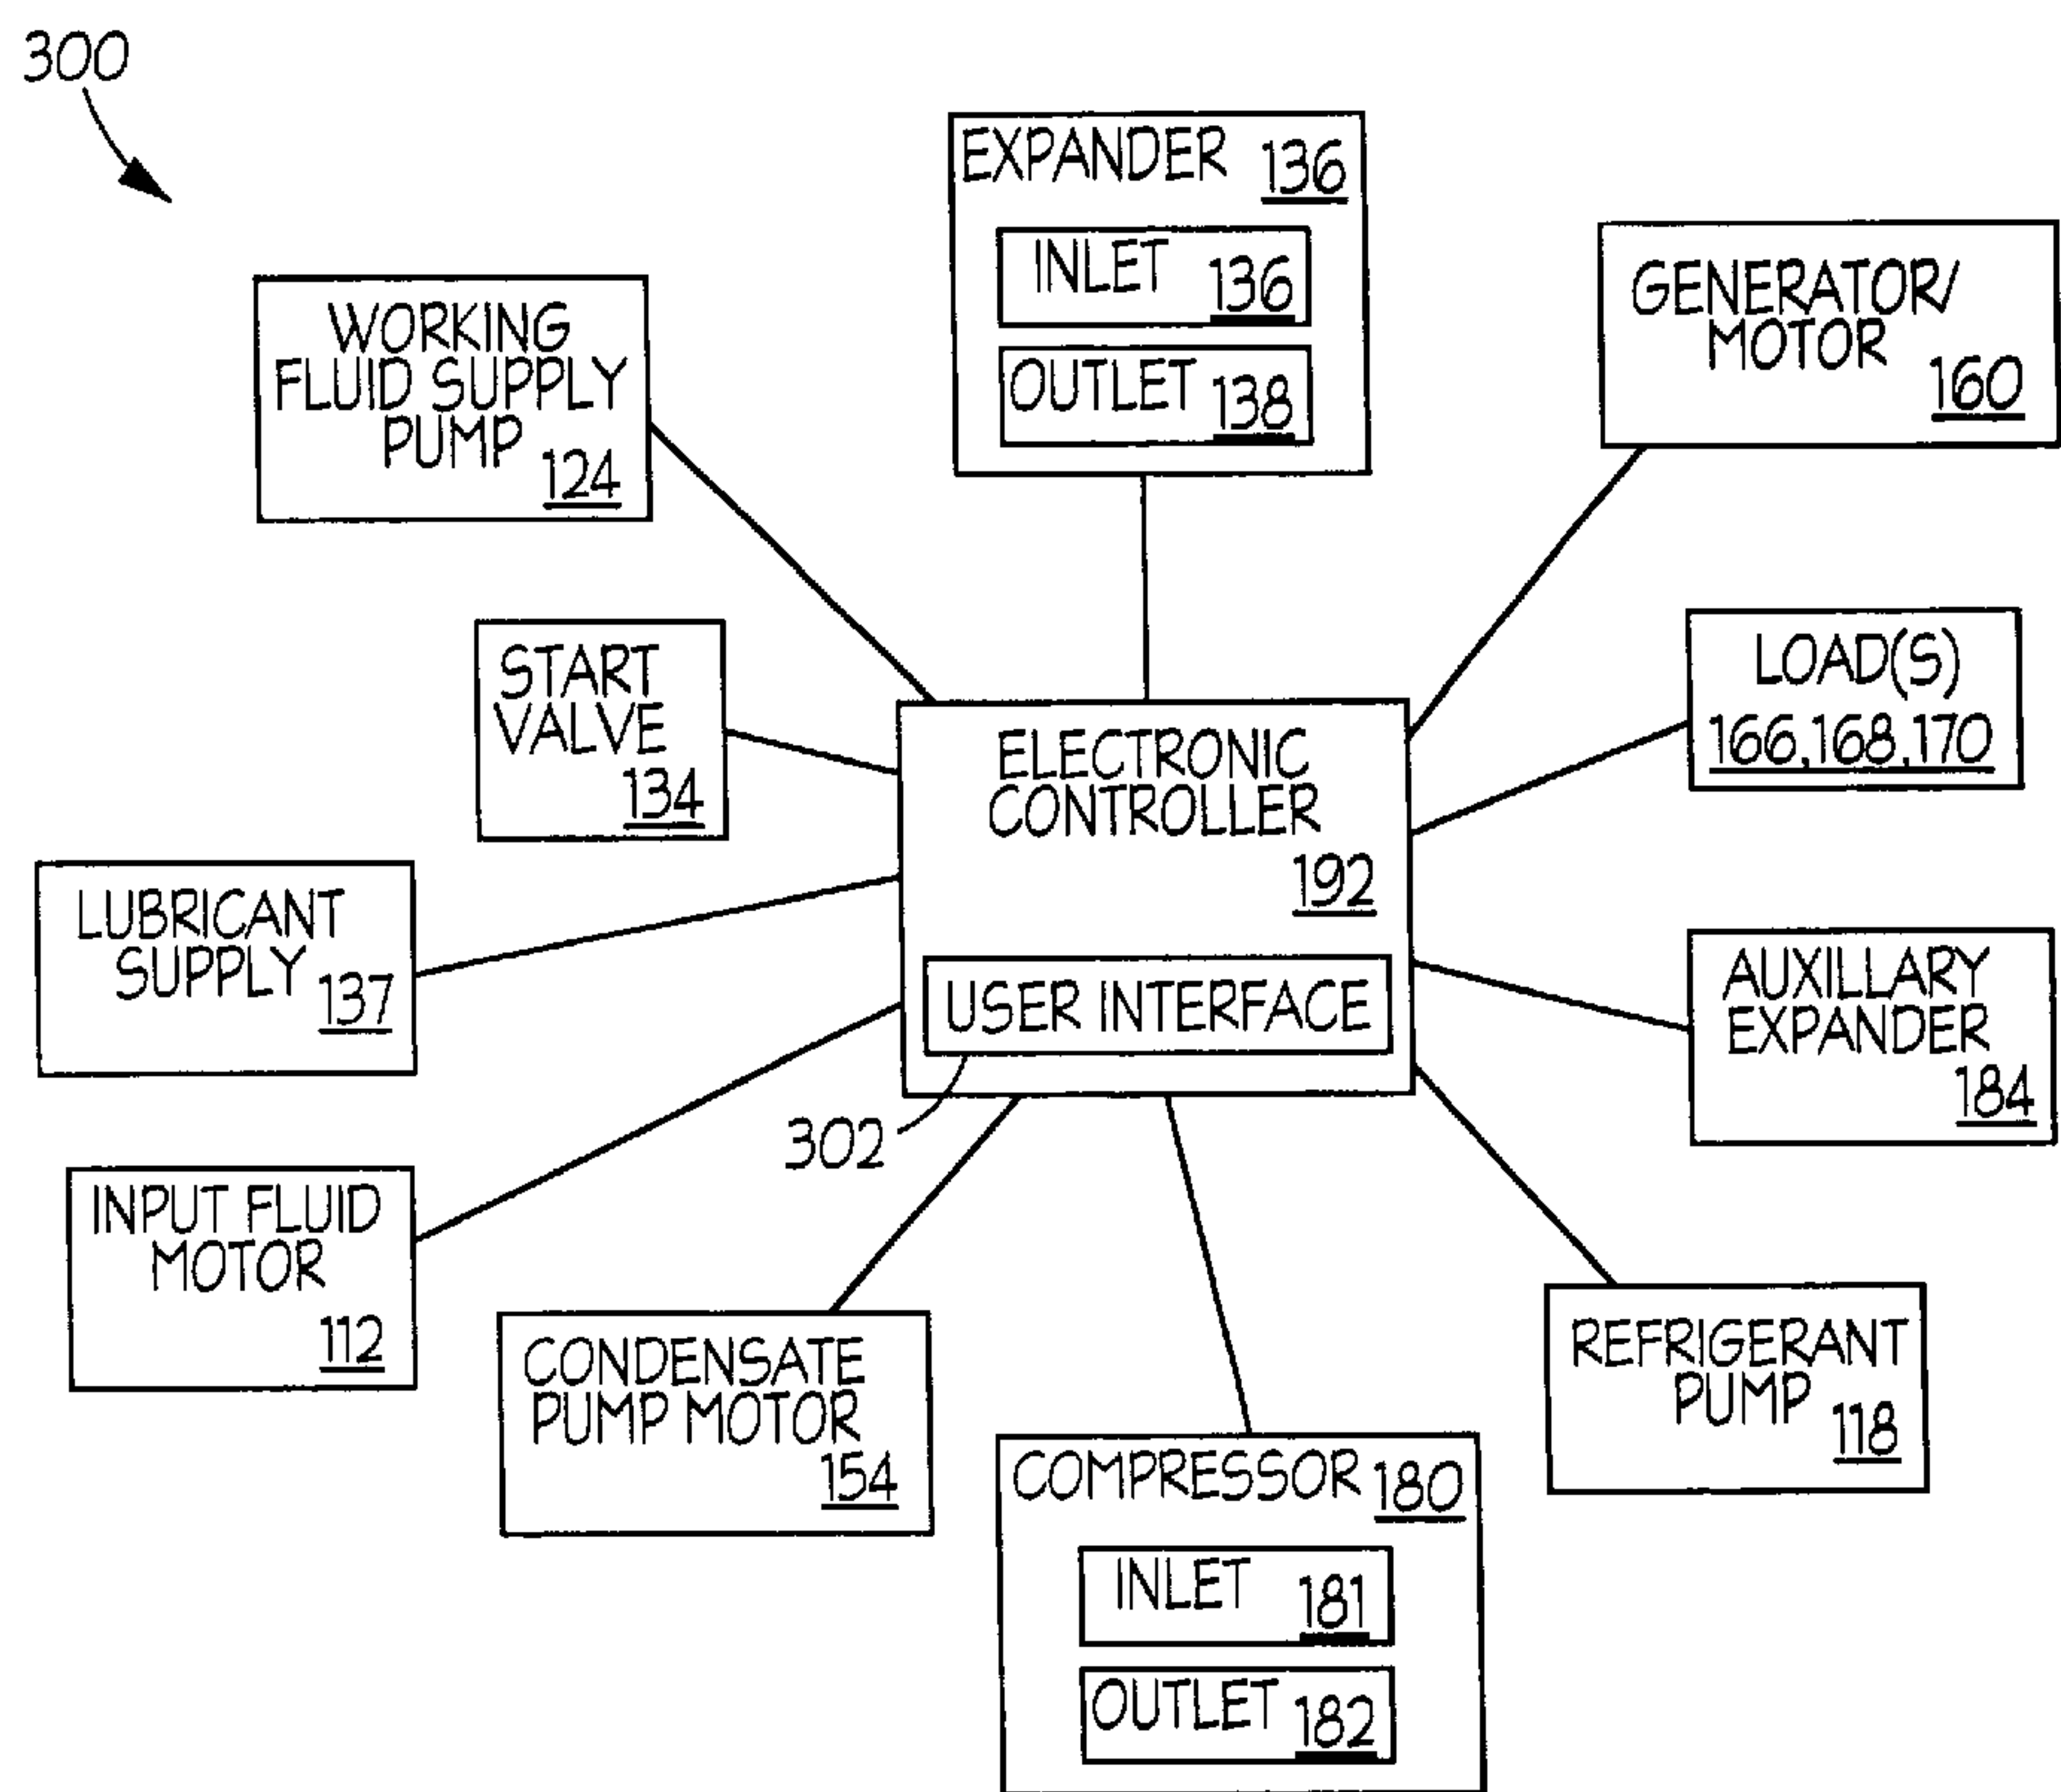 300
EXPANDER 136
INLET 136
OUTLET 138
GENERATOR/
MOTOR
160
WORKING
FLUID SUPPLY
PUMP
124
START
VALVE
134
LOAD(S)
166,168,170
ELECTRONIC
CONTROLLER
192
USER INTERFACE
302
LUBRICANT
SUPPLY 137
AUXILLARY
EXPANDER
184
INPUT FLUID
MOTOR
112
CONDENSATE
PUMP MOTOR
154
COMPRESSOR 180
INLET 181
OUTLET 182
REFRIGERANT
PUMP 118